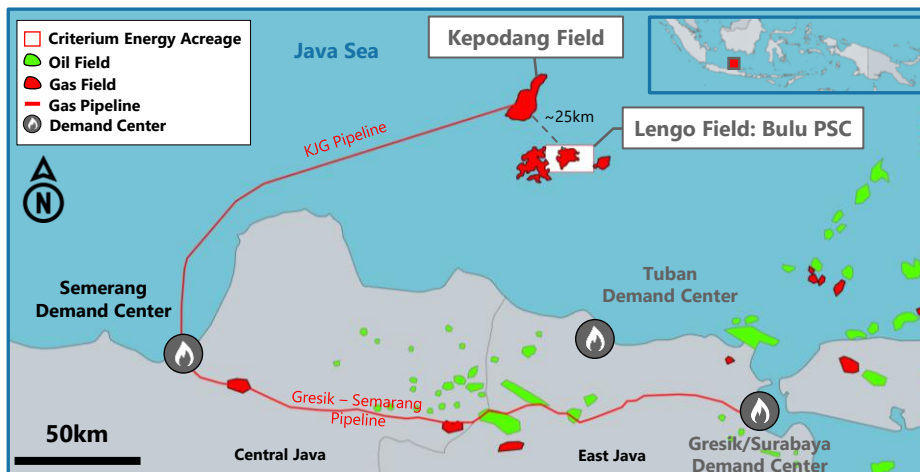 Criterium Energy Acreage
Oil Field
Gas Field
Gas Pipeline
Demand Center
N
Java Sea
Kepodang Field
~25km
Lengo Field: Bulu PSC
KJG Pipeline
Semerang
Demand Center
Tuban
Demand Center
Gresik – Semarang
Pipeline
50km
Central Java
East Java
Gresik/Surabaya
Demand Center